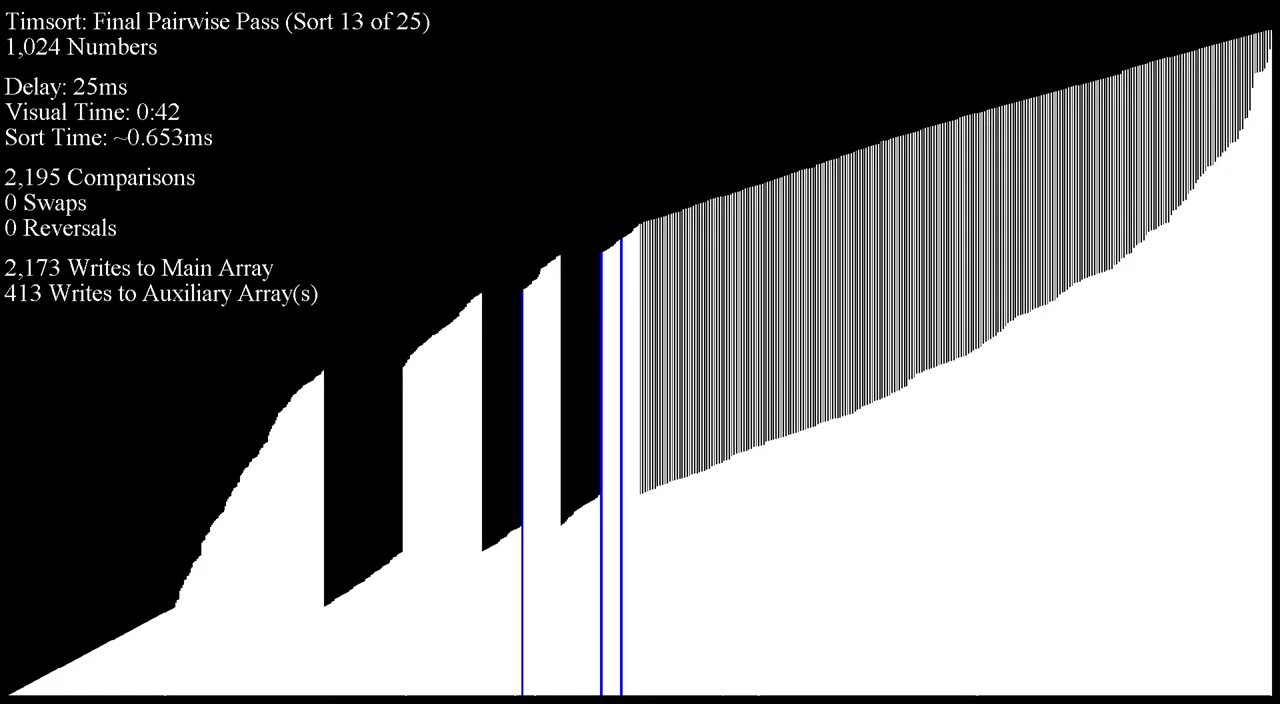 Timsort: Final Pairwise Pass (Sort 13 of 25)
1,024 Numbers
Delay: 25ms
Visual Time: 0:42
Sort Time: ~0.653ms
2,195 Comparisons
0 Swaps
0 Reversals
2,173 Writes to Main Array
413 Writes to Auxiliary Array(s)